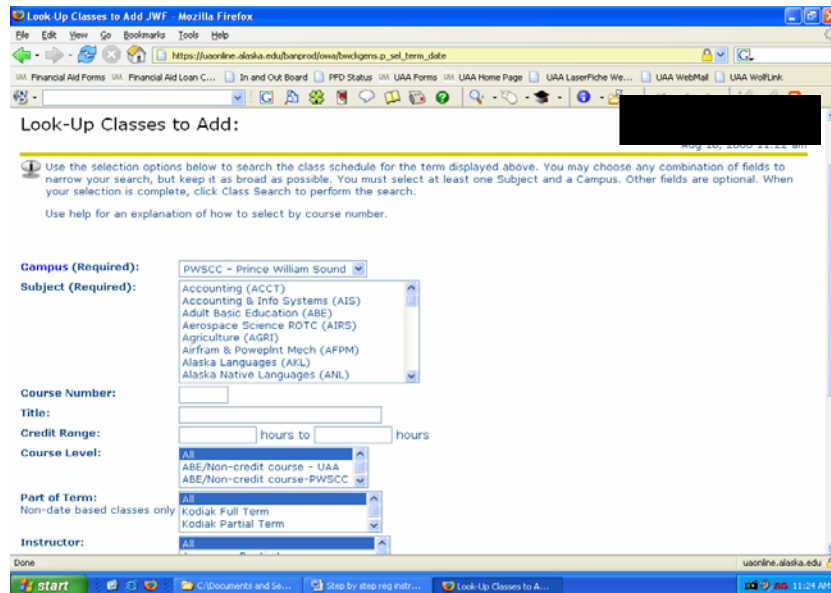 Look-Up Classes to Add JWF - Mozilla Firefox
File Edit View Go Bookmarks Tools Help
https://uaonline.alaska.edu/banprod/owa/bwckgens.p_sel_term_date
Financial Aid Forms Financial Aid Loan C... In and Out Board PFD Status UAA Forms UAA Home Page UAA LaserFiche We... UAA WebMail UAA WolfLink
Look-Up Classes to Add:
11:22 am
Use the selection options below to search the class schedule for the term displayed above. You may choose any combination of fields to
narrow your search, but keep it as broad as possible. You must select at least one Subject and a Campus. Other fields are optional. When
your selection is complete, click Class Search to perform the search.
Use help for an explanation of how to select by course number.
Campus (Required): PWSCC - Prince William Sound
Subject (Required): Accounting (ACCT)
Accounting & Info Systems (AIS)
Adult Basic Education (ABE)
Aerospace Science ROTC (AIRS)
Agriculture (AGRI)
Airfram & Poweplnt Mech (AFPM)
Alaska Languages (AKL)
Alaska Native Languages (ANL)
Course Number:
Title:
Credit Range: hours to hours
Course Level: All
ABE/Non-credit course - UAA
ABE/Non-credit course-PWSCC
Part of Term: All
Non-date based classes only Kodiak Full Term
Kodiak Partial Term
Instructor: All
Done uaonline.alaska.edu
start C:\Documents and Se... Step by step reg instr... Look-Up Classes to A... 11:24 AM